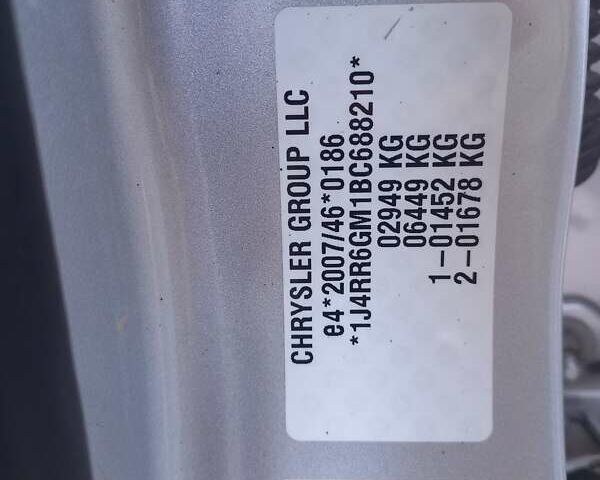 CHRYSLER GROUP LLC
e4*2007/46*0186
*1J4RR6GM1BC688210*
02949 KG
06449 KG
1-01452 KG
2-01678 KG